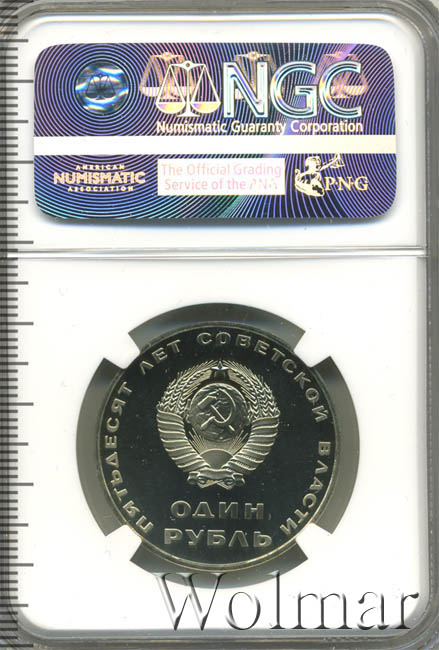 NGC
Numismatic Guaranty Corporation
AMERICAN
NUMISMATIC
ASSOCIATION
The Official Grading
Service of the ANA
PNG
ПЯТЬДЕСЯТ ЛЕТ СОВЕТСКОЙ ВЛАСТИ
ОДИН
РУБЛЬ
Wolmar